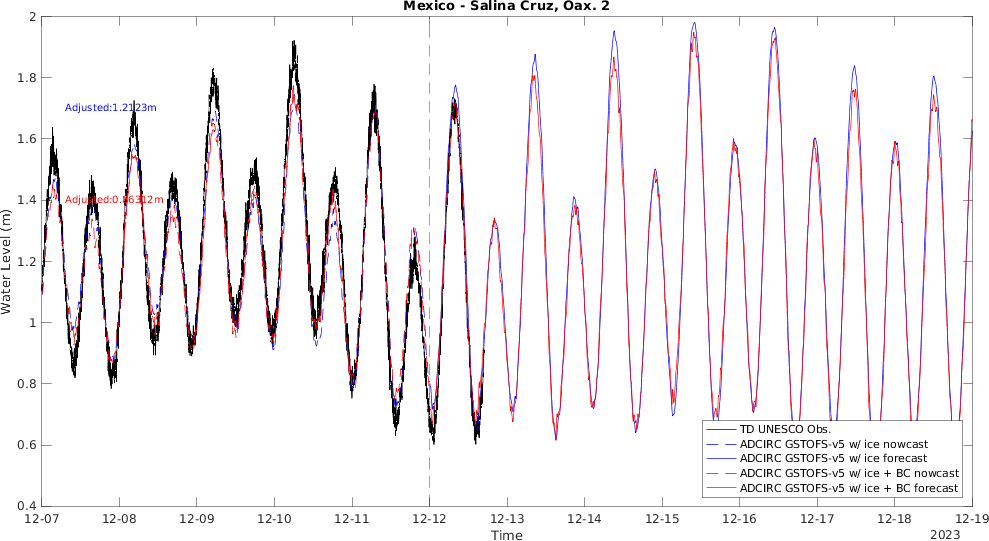 Mexico - Salina Cruz, Oax. 2
2
1.8
1.6
1.4
1.2
1
0.8
0.6
0.4
Water Level (m)
Adjusted:1.2123m
Adjusted:0.86312m
TD UNESCO Obs.
ADCIRC GSTOFS-v5 w/ ice nowcast
ADCIRC GSTOFS-v5 w/ ice forecast
ADCIRC GSTOFS-v5 w/ ice + BC nowcast
ADCIRC GSTOFS-v5 w/ ice + BC forecast
12-07 12-08 12-09 12-10 12-11 12-12 12-13 12-14 12-15 12-16 12-17 12-18 12-19
Time
2023